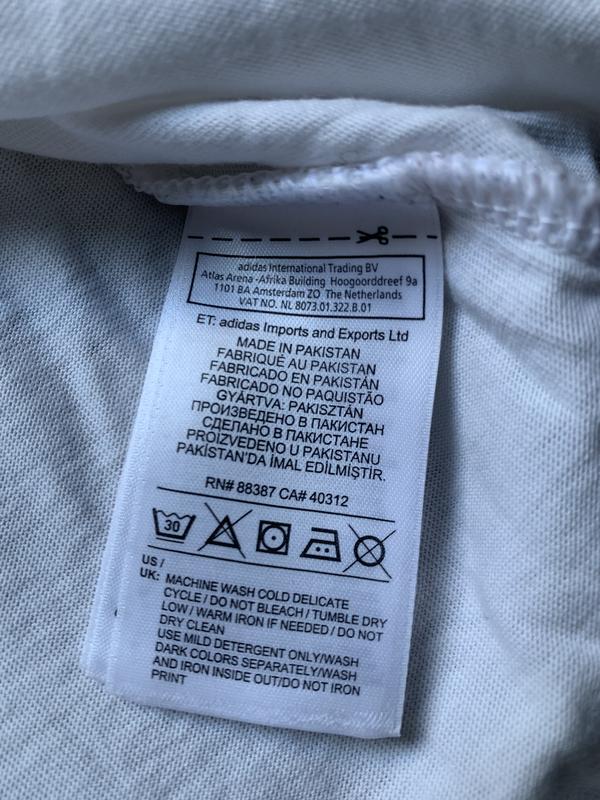 adidas International Trading BV
Atlas Arena -Afrika Building Hoogoorddreef 9a
1101 BA Amsterdam ZO The Netherlands
VAT NO. NL 8073.01.322.B.01
ET: adidas Imports and Exports Ltd
MADE IN PAKISTAN
FABRIQUÉ AU PAKISTAN
FABRICADO EN PAKISTÁN
FABRICADO NO PAQUISTÃO
GYÁRTVA: PAKISZTÁN
ПРОИЗВЕДЕНО В ПАКИСТАН
СДЕЛАНО В ПАКИСТАНЕ
PROIZVEDENO U PAKISTANU
PAKİSTAN'DA İMAL EDİLMİŞTİR.
RN# 88387 CA# 40312
30
US /
UK: MACHINE WASH COLD DELICATE
CYCLE / DO NOT BLEACH / TUMBLE DRY
LOW / WARM IRON IF NEEDED / DO NOT
DRY CLEAN
USE MILD DETERGENT ONLY/WASH
DARK COLORS SEPARATELY/WASH
AND IRON INSIDE OUT/DO NOT IRON
PRINT